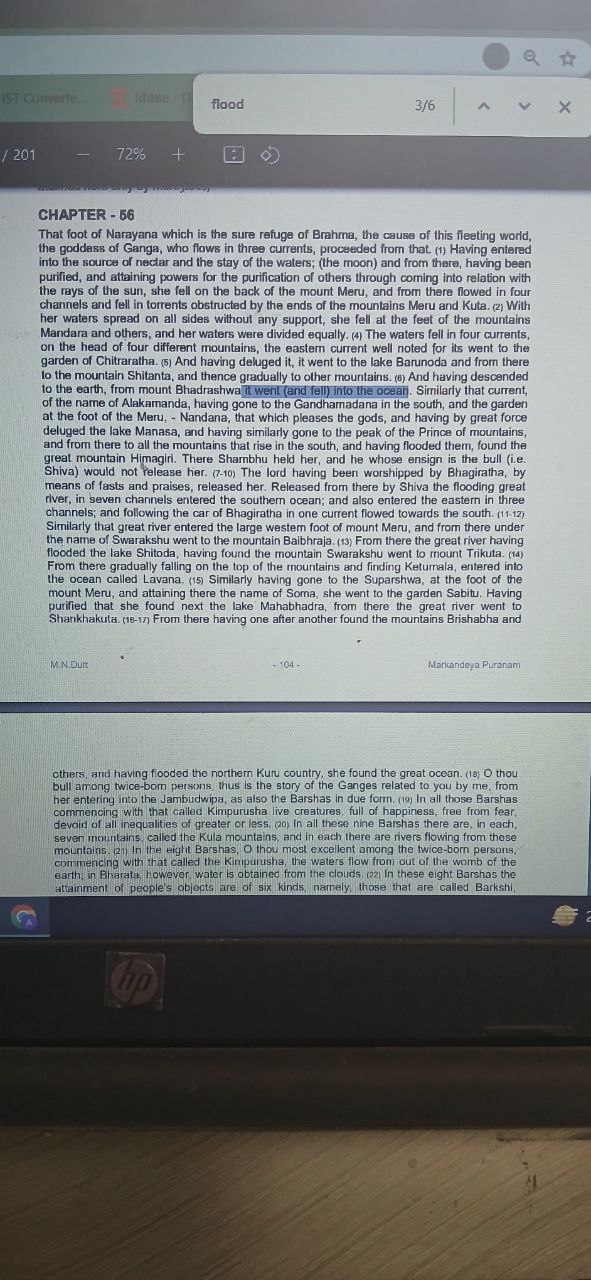 IST Converte...
libble - D
flood 3/6
/ 201 72%
CHAPTER - 56
That foot of Narayana which is the sure refuge of Brahma, the cause of this fleeting world,
the goddess of Ganga, who flows in three currents, proceeded from that. (1) Having entered
into the source of nectar and the stay of the waters; (the moon) and from there, having been
purified, and attaining powers for the purification of others through coming into relation with
the rays of the sun, she fell on the back of the mount Meru, and from there flowed in four
channels and fell in torrents obstructed by the ends of the mountains Meru and Kuta. (2) With
her waters spread on all sides without any support, she fell at the feet of the mountains
Mandara and others, and her waters were divided equally. (4) The waters fell in four currents,
on the head of four different mountains, the eastern current well noted for its went to the
garden of Chitraratha. (5) And having deluged it, it went to the lake Barunoda and from there
to the mountain Shitanta, and thence gradually to other mountains. (6) And having descended
to the earth, from mount Bhadrashwa it went (and fell) into the ocean. Similarly that current,
of the name of Alakamanda, having gone to the Gandhamadana in the south, and the garden
at the foot of the Meru, - Nandana, that which pleases the gods, and having by great force
deluged the lake Manasa, and having similarly gone to the peak of the Prince of mountains,
and from there to all the mountains that rise in the south, and having flooded them, found the
great mountain Himagiri. There Shambhu held her, and he whose ensign is the bull (i.e.
Shiva) would not release her. (7-10) The lord having been worshipped by Bhagiratha, by
means of fasts and praises, released her. Released from there by Shiva the flooding great
river, in seven channels entered the southern ocean; and also entered the eastern in three
channels; and following the car of Bhagiratha in one current flowed towards the south. (11-12)
Similarly that great river entered the large western foot of mount Meru, and from there under
the name of Swarakshu went to the mountain Baibhraja. (13) From there the great river having
flooded the lake Shitoda, having found the mountain Swarakshu went to mount Trikuta. (14)
From there gradually falling on the top of the mountains and finding Ketumala, entered into
the ocean called Lavana. (15) Similarly having gone to the Suparshwa, at the foot of the
mount Meru, and attaining there the name of Soma, she went to the garden Sabitu. Having
purified that she found next the lake Mahabhadra, from there the great river went to
Shankhakuta. (16-17) From there having one after another found the mountains Brishabha and
M.N.Dutt - 104 - Markandeya Puranam
others, and having flooded the northern Kuru country, she found the great ocean. (18) O thou
bull among twice-born persons, thus is the story of the Ganges related to you by me, from
her entering into the Jambudwipa, as also the Barshas in due form. (19) In all those Barshas
commencing with that called Kimpurusha live creatures, full of happiness, free from fear,
devoid of all inequalities of greater or less. (20) In all these nine Barshas there are, in each,
seven mountains, called the Kula mountains, and in each there are rivers flowing from these
mountains. (21) In the eight Barshas, O thou most excellent among the twice-born persons,
commencing with that called the Kimpurusha, the waters flow from out of the womb of the
earth; in Bharata, however, water is obtained from the clouds. (22) In these eight Barshas the
attainment of people's objects are of six kinds, namely, those that are called Barkshi,
A
2
hp